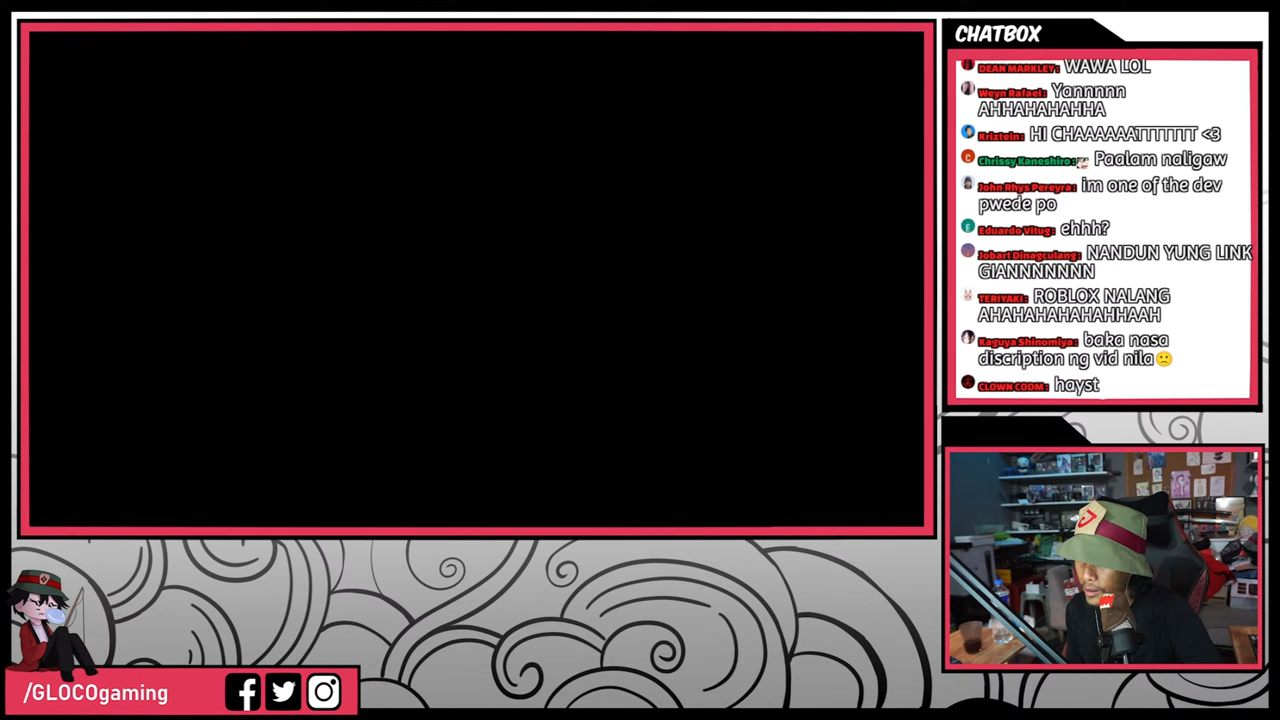 CHATBOX
DEAN MARKLEY: WAWA LOL
Weyn Rafael: Yannnnn
AHHAHAHAHHA
Kriztein: HI CHAAAAAATTTTTTT <3
Chrissy Kaneshiro: Paalam naligaw
John Rhys Pereyra: im one of the dev
pwede po
Eduardo Vitug: ehhh?
Jobart Dinagculang: NANDUN YUNG LINK
GIANNNNNNN
TERIYAKI: ROBLOX NALANG
AHAHAHAHAHAHHAAH
Kaguya Shinomiya: baka nasa
discription ng vid nila🙁
CLOWN CODM: hayst
/GLOCOgaming